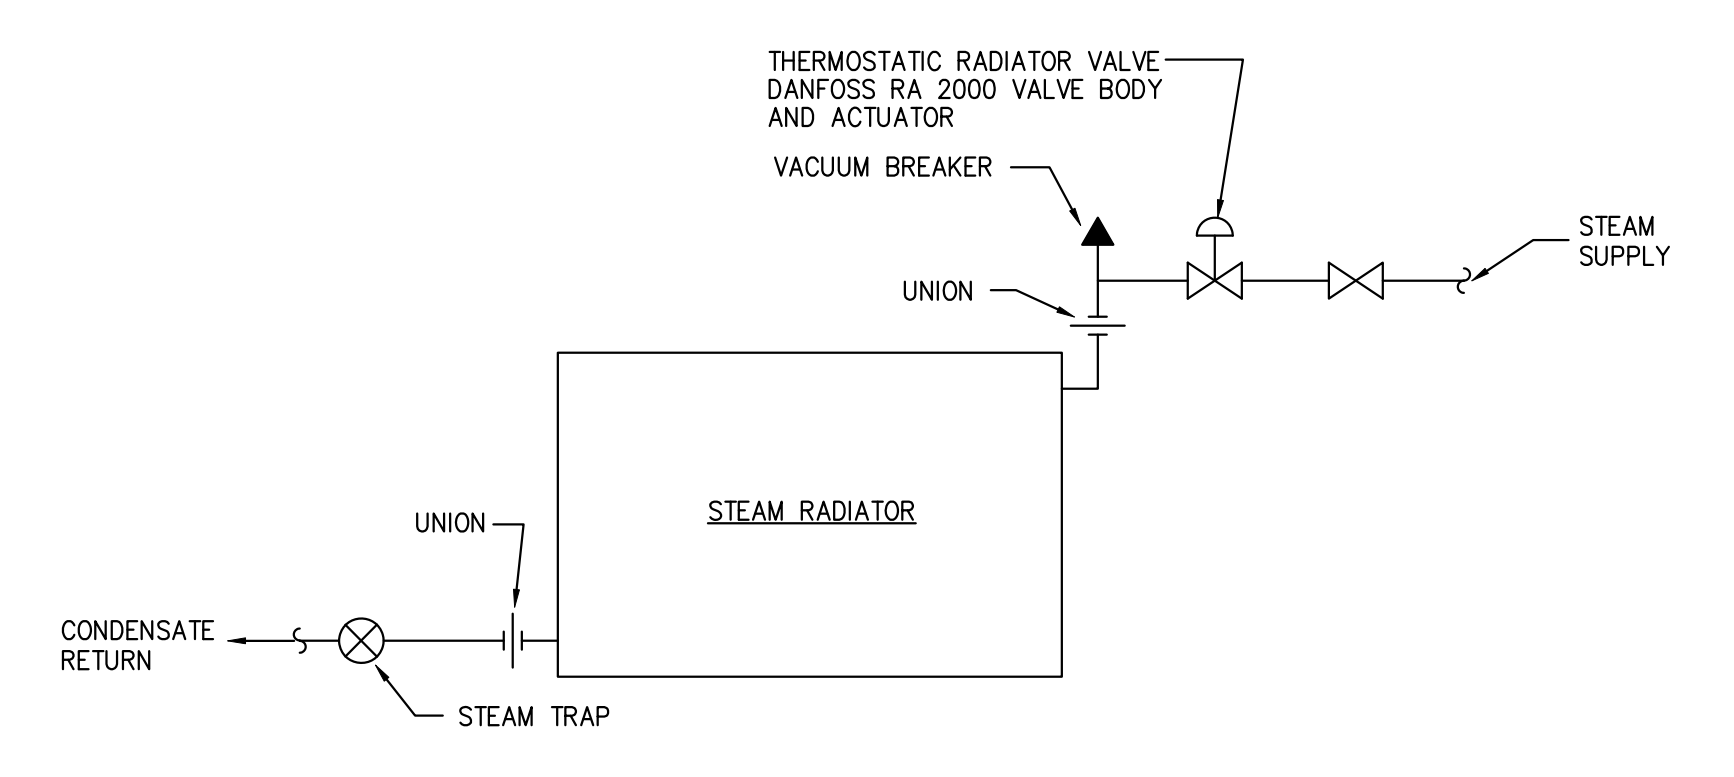 THERMOSTATIC RADIATOR VALVE
DANFOSS RA 2000 VALVE BODY
AND ACTUATOR
VACUUM BREAKER
STEAM
SUPPLY
UNION
STEAM RADIATOR
UNION
CONDENSATE
RETURN
STEAM TRAP